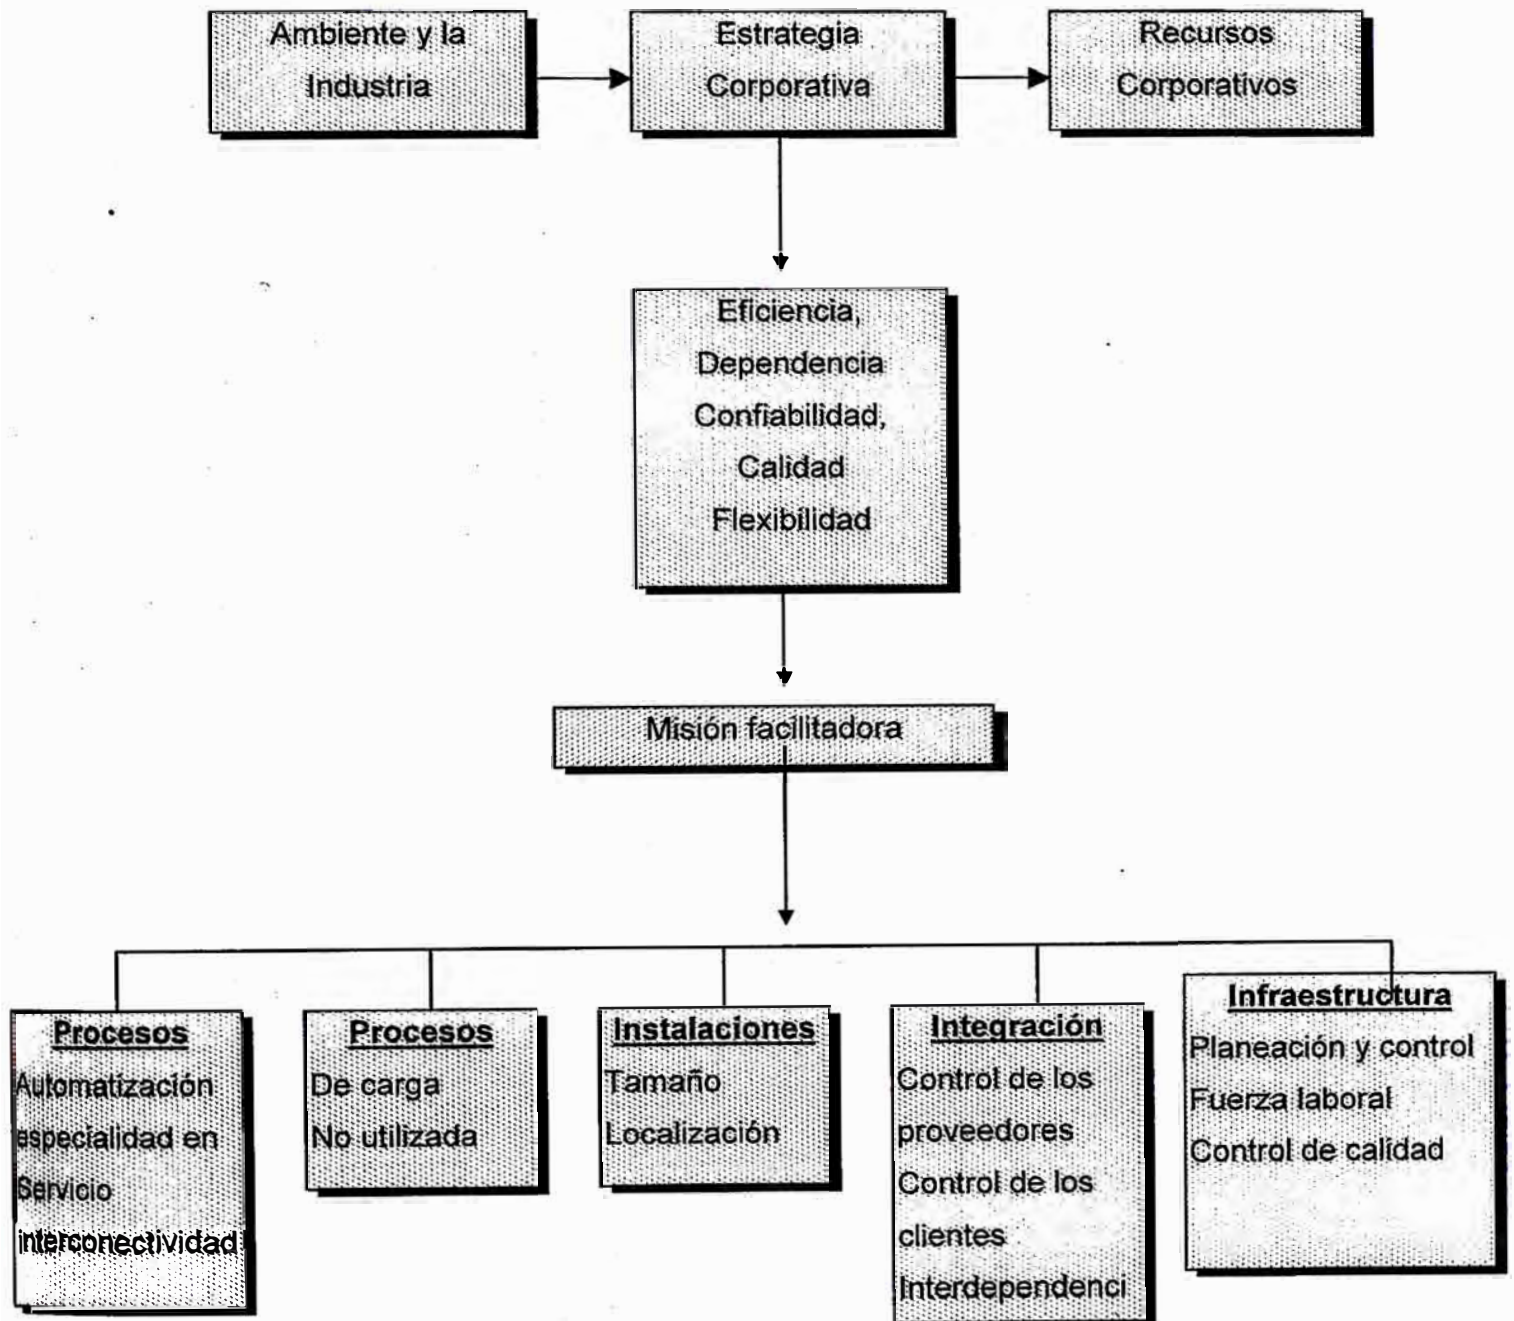 Ambiente y la
Industria
Estrategia
Corporativa
Recursos
Corporativos
Eficiencia,
Dependencia
Confiabilidad,
Calidad
Flexibilidad
Misión facilitadora
Procesos
Automatización
especialidad en
Servicio
interconectividad
Procesos
De carga
No utilizada
Instalaciones
Tamaño
Localización
Integración
Control de los
proveedores
Control de los
clientes
Interdependenci
Infraestructura
Planeación y control
Fuerza laboral
Control de calidad